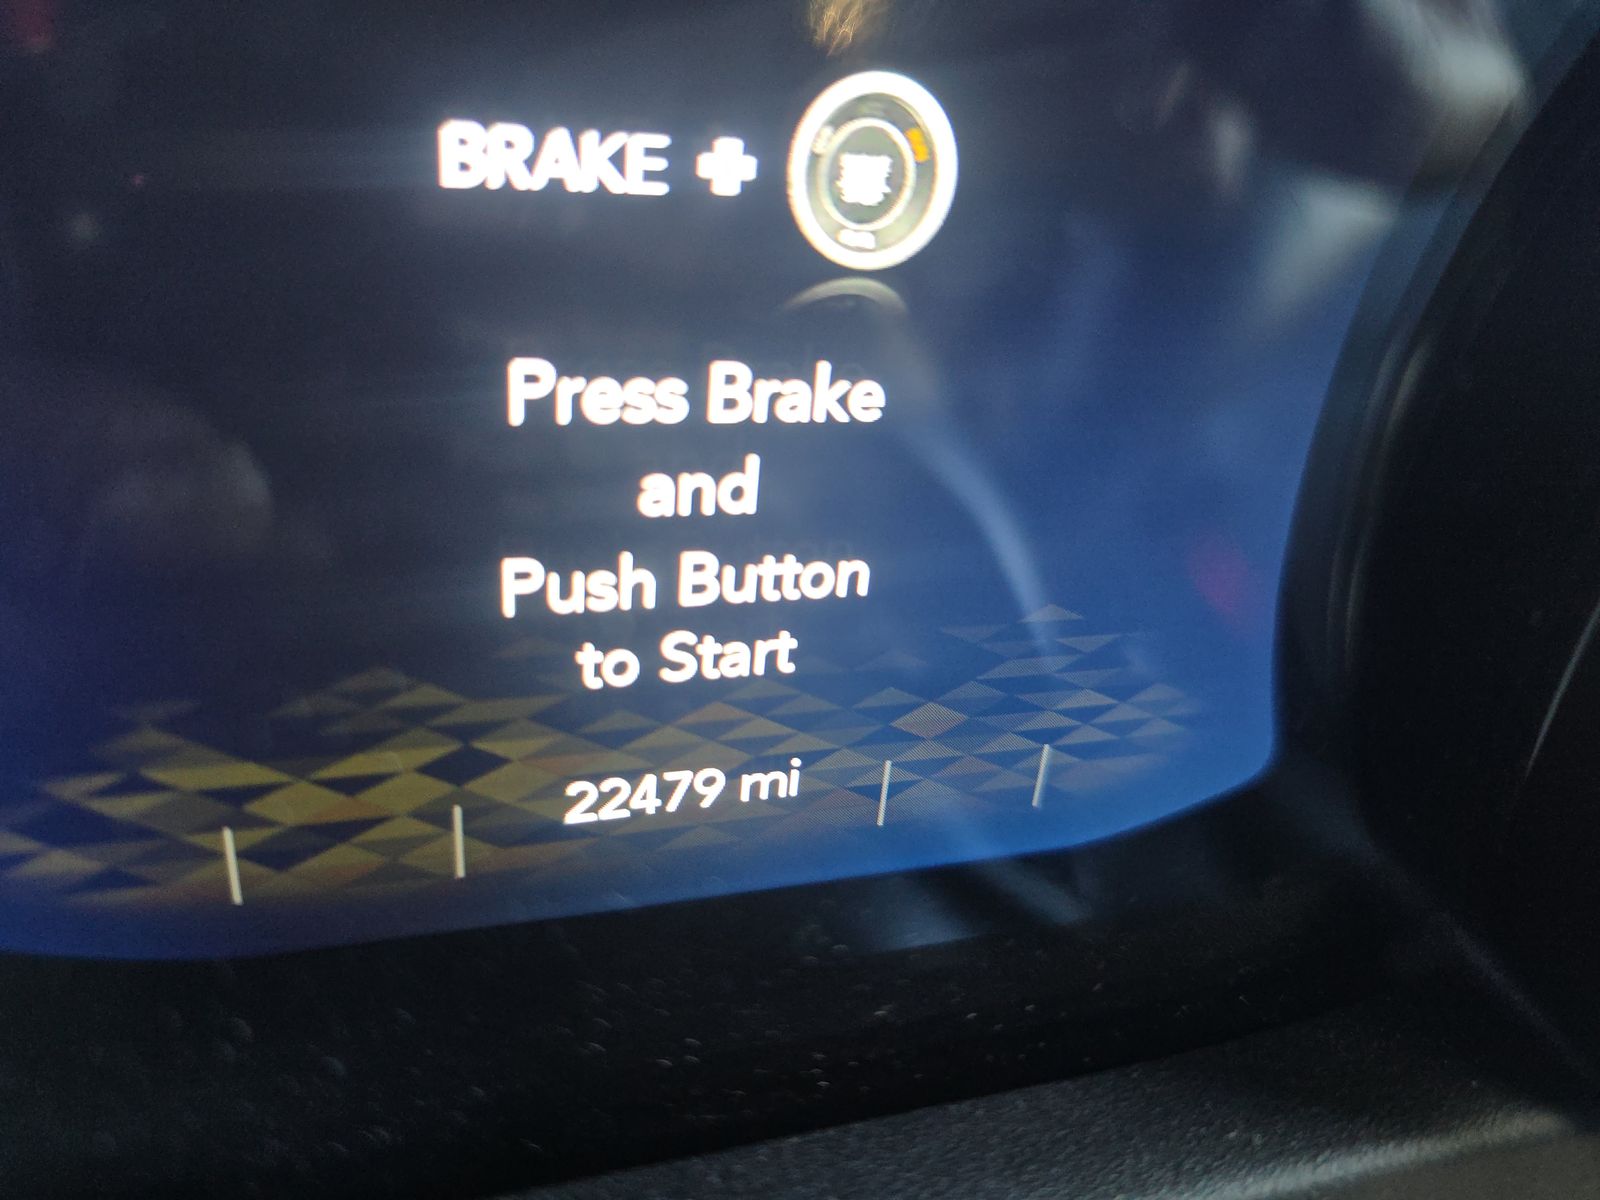 BRAKE +
Press Brake
and
Push Button
to Start
22479 mi